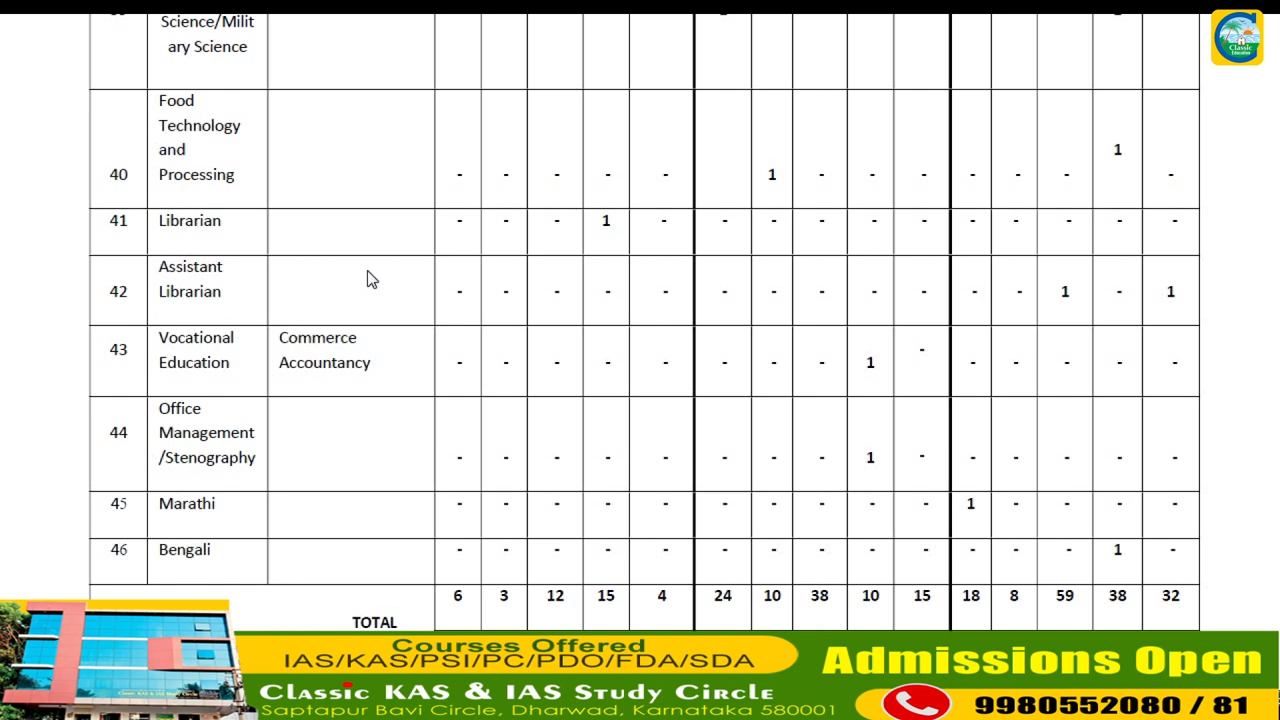 Science/Milit
ary Science
Classic
Education
Food
Technology
and
Processing
40 - - - - - 1 - - - - - - 1 -
41 Librarian - - - 1 - - - - - - - - - - -
Assistant
Librarian
42 - - - - - - - - - - - - 1 - 1
43 Vocational Commerce
Education Accountancy - - - - - - - - 1 - - - - - -
Office
44 Management
/Stenography - - - - - - - - 1 - - - - - -
45 Marathi - - - - - - - - - - 1 - - - -
46 Bengali - - - - - - - - - - - - - 1 -
TOTAL 6 3 12 15 4 24 10 38 10 15 18 8 59 38 32
Courses Offered
IAS/KAS/PSI/PC/PDO/FDA/SDA
Classic KAS & IAS Study Circle
Saptapur Bavi Circle, Dharwad, Karnataka 580001
Admissions Open
9980552080 / 81